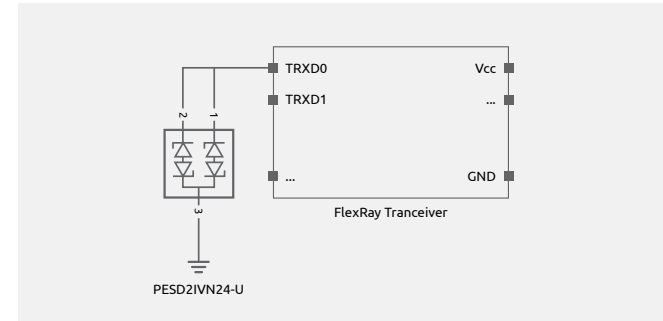 TRXD0 Vcc
TRXD1 ...
2 1
... GND
3
FlexRay Tranceiver
PESD2IVN24-U